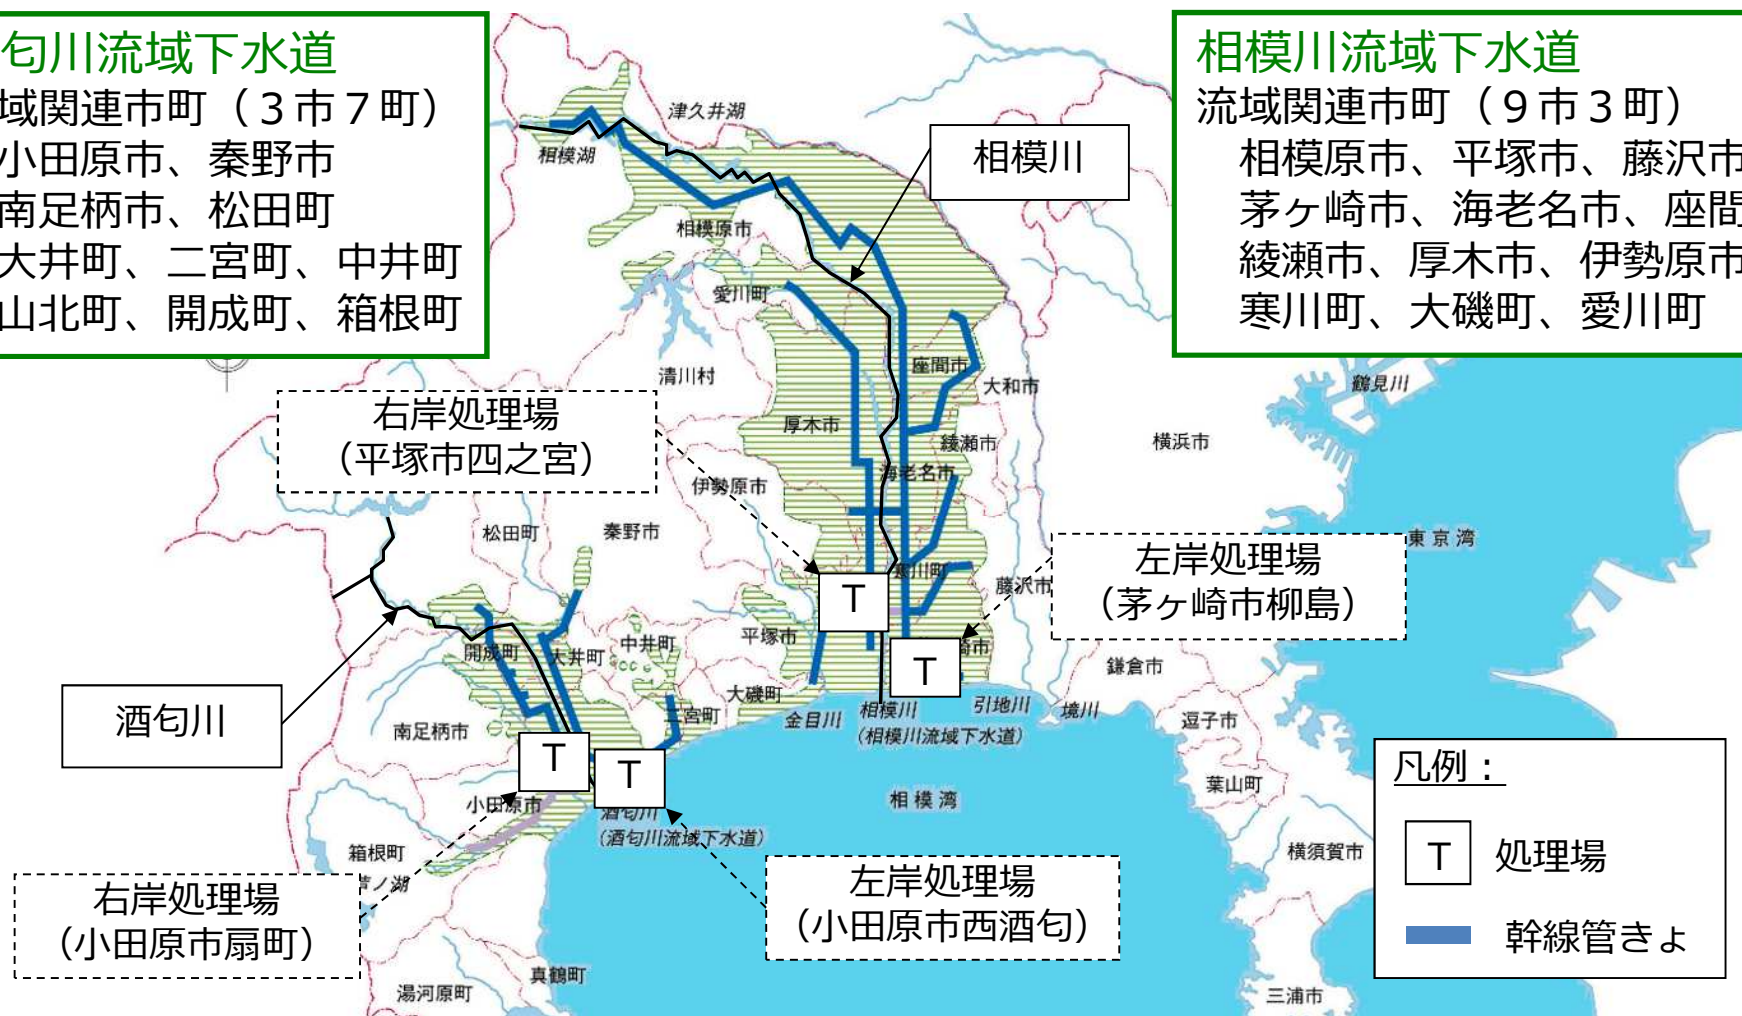 匂川流域下水道
域関連市町（３市７町）
小田原市、秦野市
南足柄市、松田町
大井町、二宮町、中井町
山北町、開成町、箱根町
相模川流域下水道
流域関連市町（９市３町）
相模原市、平塚市、藤沢市
茅ヶ崎市、海老名市、座間
綾瀬市、厚木市、伊勢原市
寒川町、大磯町、愛川町
津久井湖
相模湖
相模川
相模原市
愛川町
清川村
座間市
大和市
鶴見川
右岸処理場
（平塚市四之宮）
厚木市
綾瀬市
横浜市
海老名市
伊勢原市
松田町
秦野市
東京湾
左岸処理場
（茅ヶ崎市柳島）
寒川町
藤沢市
T
平塚市
中井町
開成町
大井町
崎市
T
鎌倉市
酒匂川
大磯町
二宮町
金目川
相模川
（相模川流域下水道）
引地川
境川
逗子市
南足柄市
T
T
小田原市
酒匂川
（酒匂川流域下水道）
相模湾
葉山町
箱根町
芦ノ湖
横須賀市
右岸処理場
（小田原市扇町）
左岸処理場
（小田原市西酒匂）
真鶴町
湯河原町
三浦市
凡例：
T 処理場
幹線管きょ